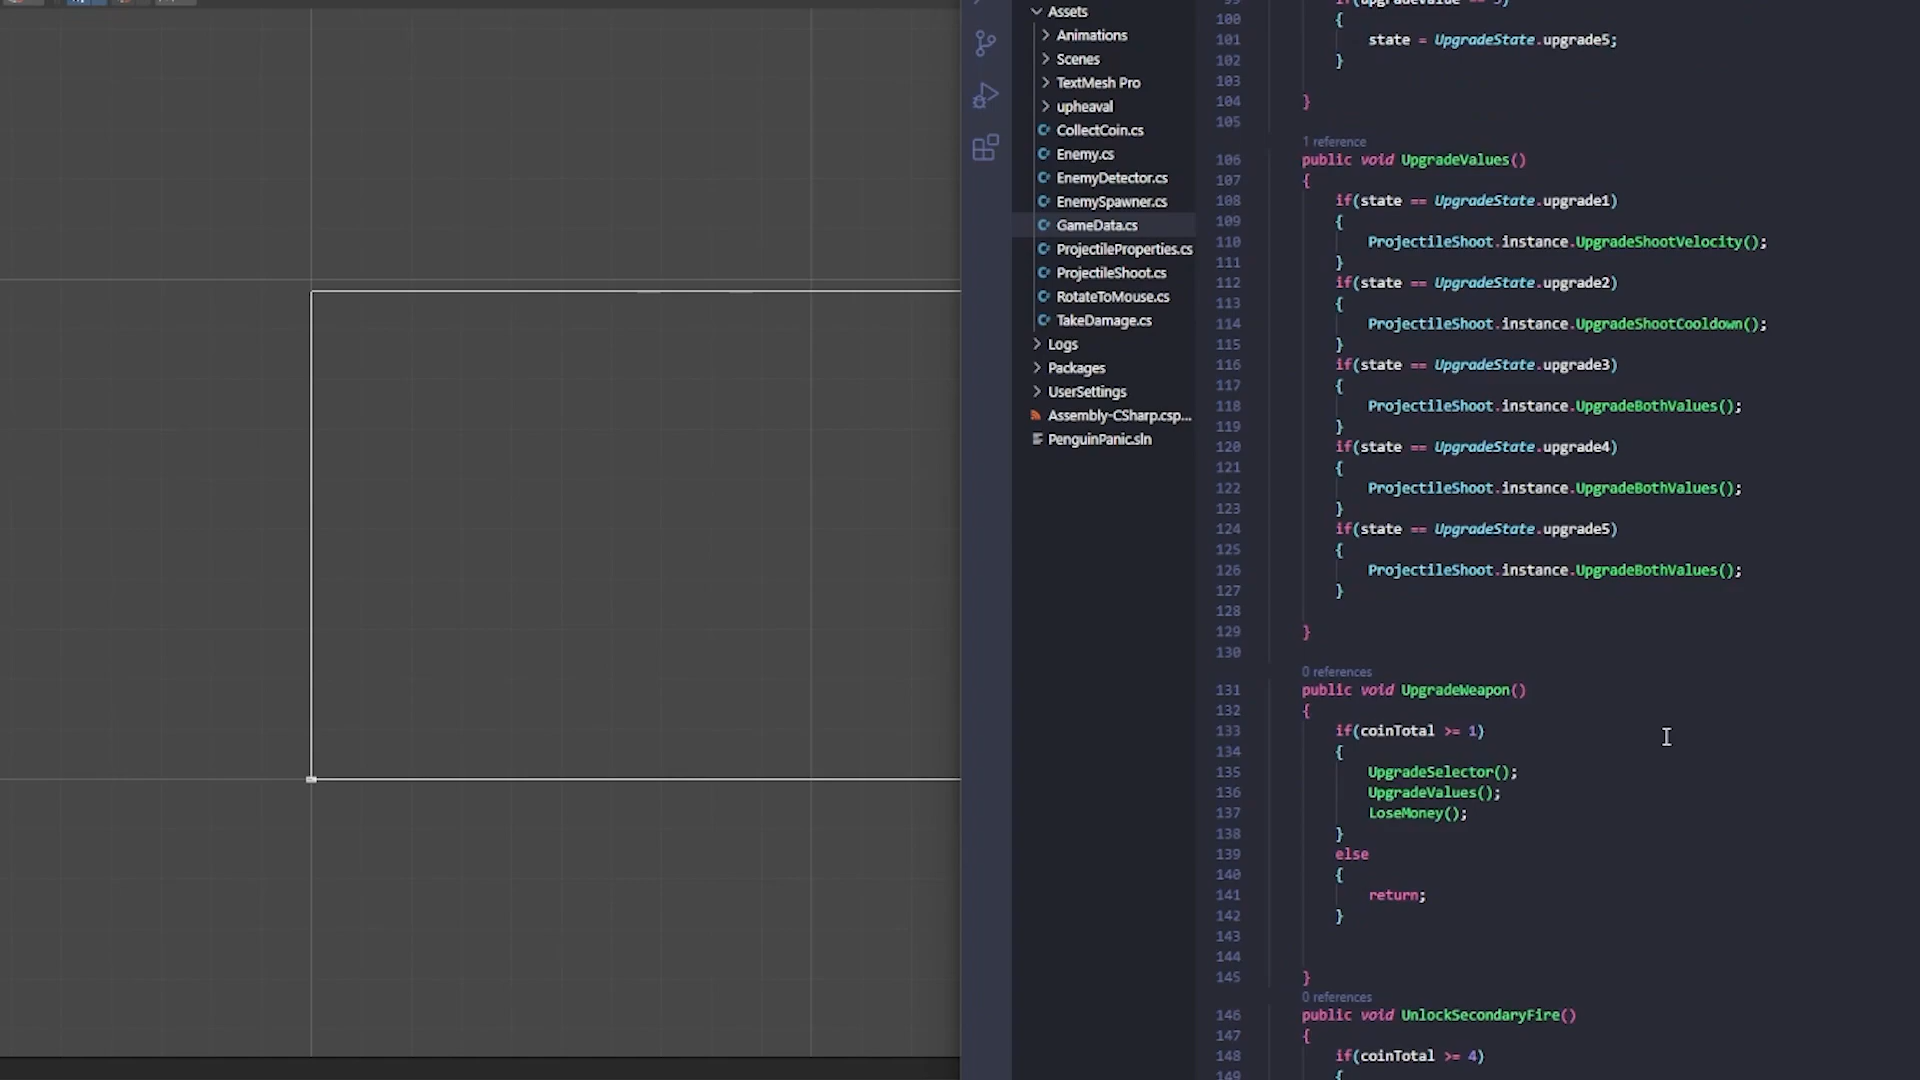 Assets
Animations
Scenes
TextMesh Pro
upheaval
CollectCoin.cs
Enemy.cs
EnemyDetector.cs
EnemySpawner.cs
GameData.cs
ProjectileProperties.cs
ProjectileShoot.cs
RotateToMouse.cs
TakeDamage.cs
Logs
Packages
UserSettings
Assembly-CSharp.csp...
PenguinPanic.sln
100 {
101 state = UpgradeState.upgrade5;
102 }
103
104 }
105
1 reference
106 public void UpgradeValues()
107 {
108 if(state == UpgradeState.upgrade1)
109 {
110 ProjectileShoot.instance.UpgradeShootVelocity();
111 }
112 if(state == UpgradeState.upgrade2)
113 {
114 ProjectileShoot.instance.UpgradeShootCooldown();
115 }
116 if(state == UpgradeState.upgrade3)
117 {
118 ProjectileShoot.instance.UpgradeBothValues();
119 }
120 if(state == UpgradeState.upgrade4)
121 {
122 ProjectileShoot.instance.UpgradeBothValues();
123 }
124 if(state == UpgradeState.upgrade5)
125 {
126 ProjectileShoot.instance.UpgradeBothValues();
127 }
128
129 }
130
0 references
131 public void UpgradeWeapon()
132 {
133 if(coinTotal >= 1)
134 {
135 UpgradeSelector();
136 UpgradeValues();
137 LoseMoney();
138 }
139 else
140 {
141 return;
142 }
143
144
145 }
0 references
146 public void UnlockSecondaryFire()
147 {
148 if(coinTotal >= 4)
149 {